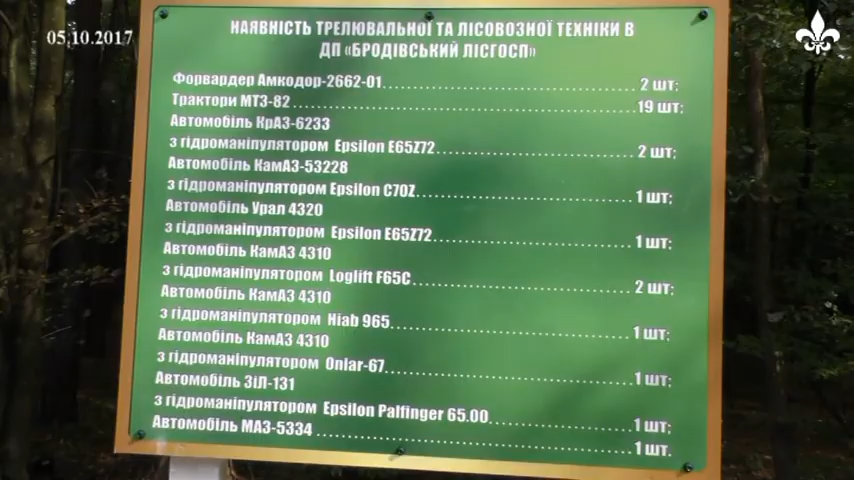 05.10.2017
НАЯВНІСТЬ ТРЕЛЮВАЛЬНОЇ ТА ЛІСОВОЗНОЇ ТЕХНІКИ В
ДП «БРОДІВСЬКИЙ ЛІСГОСП»
Форвардер Амкодор-2662-01........................................2 шт;
Трактори МТЗ-82........................................19 шт;
Автомобіль КрАЗ-6233
з гідроманіпулятором Epsilon E65Z72........................................2 шт;
Автомобіль КамАЗ-53228
з гідроманіпулятором Epsilon C70Z........................................1 шт;
Автомобіль Урал 4320
з гідроманіпулятором Epsilon E65Z72........................................1 шт;
Автомобіль КамАЗ 4310
з гідроманіпулятором Loglift F65C........................................2 шт;
Автомобіль КамАЗ 4310
з гідроманіпулятором Hiab 965........................................1 шт;
Автомобіль КамАЗ 4310
з гідроманіпулятором Oniar-67........................................1 шт;
Автомобіль ЗіЛ-131
з гідроманіпулятором Epsilon Palfinger 65.00........................................1 шт;
Автомобіль МАЗ-5334........................................1 шт.